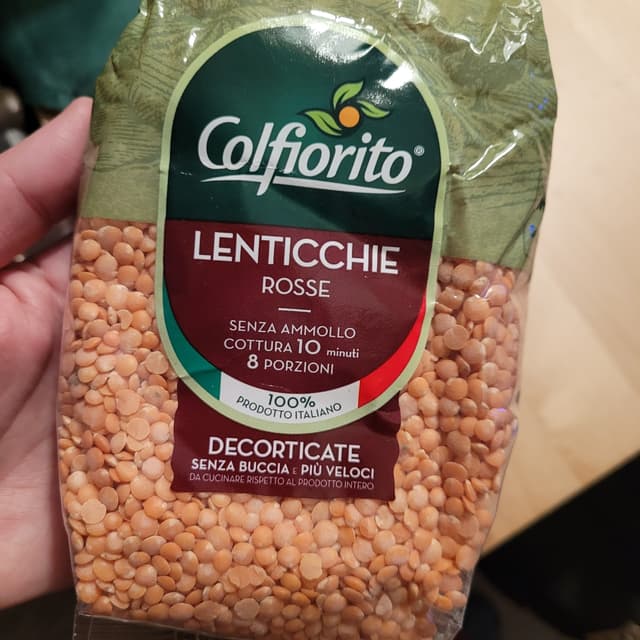 Colfiorito®
LENTICCHIE
ROSSE
SENZA AMMOLLO
COTTURA 10 minuti
8 PORZIONI
100%
PRODOTTO ITALIANO
DECORTICATE
SENZA BUCCIA E PIÙ VELOCI
DA CUCINARE RISPETTO AL PRODOTTO INTERO